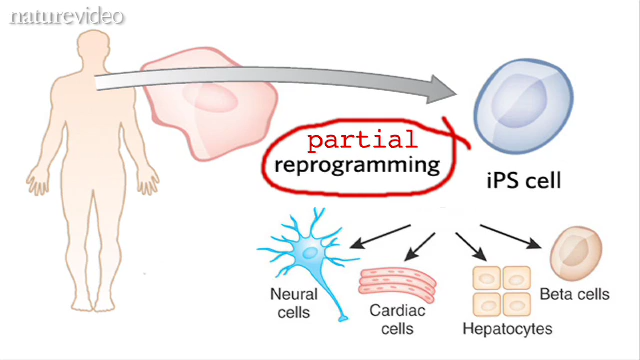 naturevideo
partial
reprogramming
iPS cell
Neural
cells
Cardiac
cells
Hepatocytes
Beta cells